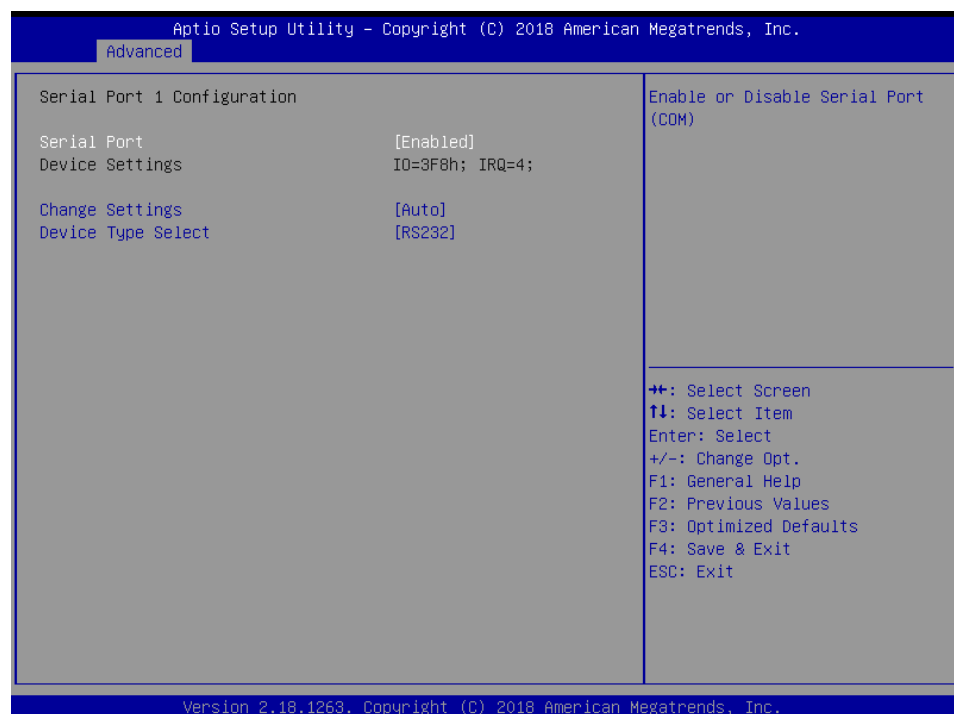 Aptio Setup Utility – Copyright (C) 2018 American Megatrends, Inc.
Advanced
Serial Port 1 Configuration
Serial Port [Enabled]
Device Settings IO=3F8h; IRQ=4;
Change Settings [Auto]
Device Type Select [RS232]
Enable or Disable Serial Port
(COM)
→←: Select Screen
↑↓: Select Item
Enter: Select
+/-: Change Opt.
F1: General Help
F2: Previous Values
F3: Optimized Defaults
F4: Save & Exit
ESC: Exit
Version 2.18.1263. Copyright (C) 2018 American Megatrends, Inc.